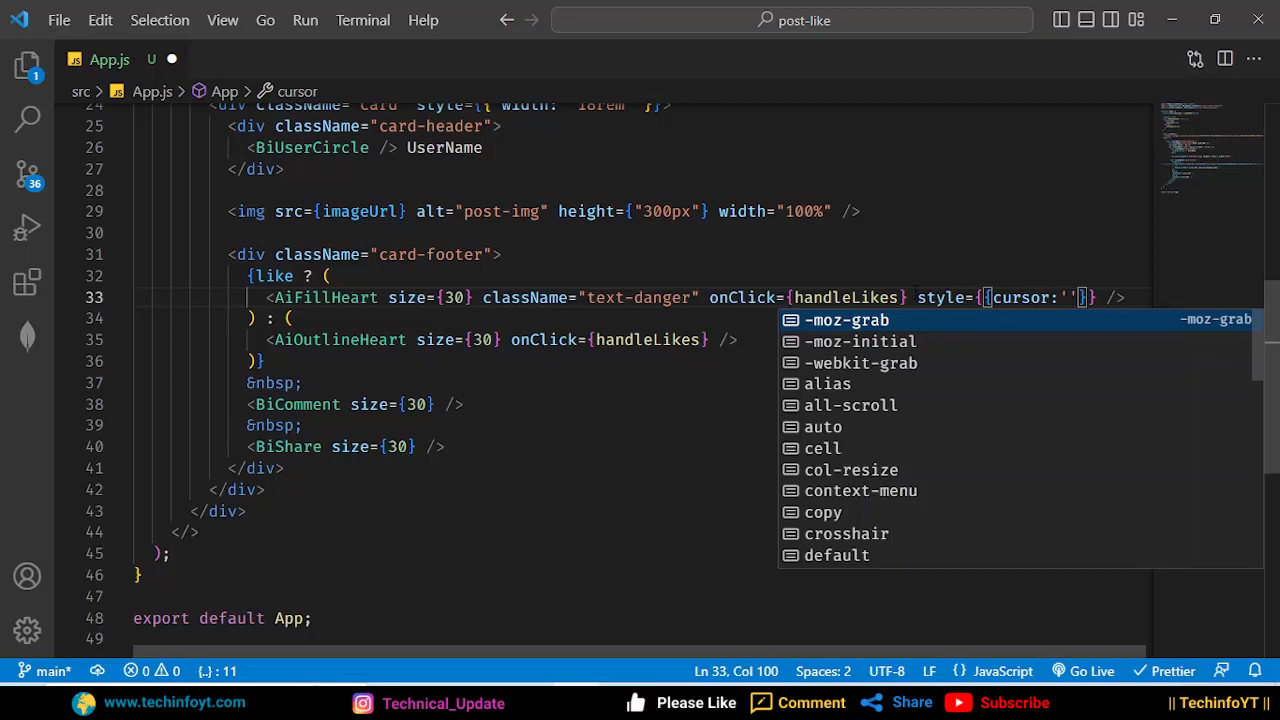 File Edit Selection View Go Run Terminal Help post-like
1
36
JS App.js U
src > JS App.js > App > cursor
24 <div className="card" style={{ width: "18rem" }}>
25 <div className="card-header">
26 <BiUserCircle /> UserName
27 </div>
28
29 <img src={imageUrl} alt="post-img" height={"300px"} width="100%" />
30
31 <div className="card-footer">
32 {like ? (
33 <AiFillHeart size={30} className="text-danger" onClick={handleLikes} style={{cursor:''}} />
34 ) : (
35 <AiOutlineHeart size={30} onClick={handleLikes} />
36 )}
37 &nbsp;
38 <BiComment size={30} />
39 &nbsp;
40 <BiShare size={30} />
41 </div>
42 </div>
43 </div>
44 </>
45 );
46 }
47
48 export default App;
49
-moz-grab -moz-grab
-moz-initial
-webkit-grab
alias
all-scroll
auto
cell
col-resize
context-menu
copy
crosshair
default
main* 0 0 {..} : 11 Ln 33, Col 100 Spaces: 2 UTF-8 LF {} JavaScript Go Live Prettier
www.techinfoyt.com Technical_Update Please Like Comment Share Subscribe || TechinfoYT ||